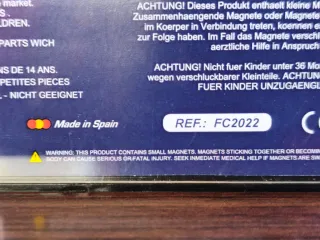 market.
ACHTUNG! Dieses Produkt enthaelt kleine M
Zusammenhaengende Magnete oder Magnete
im Koerper in Verbindung treten, koennen e
zur Folge haben. Im Fall das Magnete versch
aerztliche Hilfe in Anspruch
LDREN.
PARTS WICH
NS DE 14 ANS.
PETITES PIECES
- NICHT GEEIGNET
ACHTUNG! Nicht fuer Kinder unter 36 Mo
wegen verschluckbarer Kleinteile. ACHTUNG
FUER KINDER UNZUGAENGL
Made in Spain
REF.: FC2022
WARNING: THIS PRODUCT CONTAINS SMALL MAGNETS. MAGNETS STICKING TOGETHER OR BECOMING
BODY CAN CAUSE SERIOUS OR FATAL INJURY. SEEK INMEDIATE MEDICAL HELP IF MAGNETS ARE SW